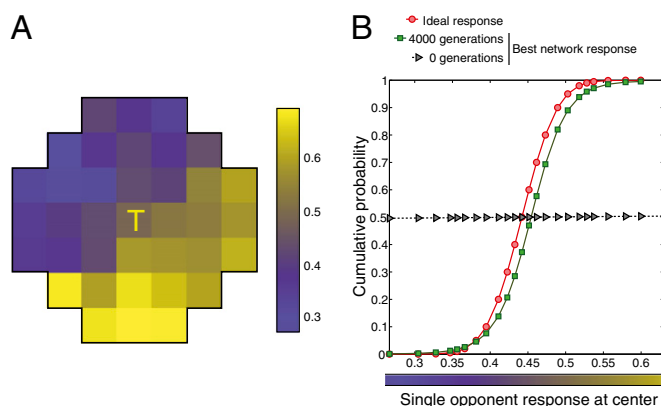 A
T
0.6
0.5
0.4
0.3
B
Ideal response
4000 generations
0 generations
Best network response
Cumulative probability
1
0.9
0.8
0.7
0.6
0.5
0.4
0.3
0.2
0.1
0
0.3 0.35 0.4 0.45 0.5 0.55 0.6
Single opponent response at center